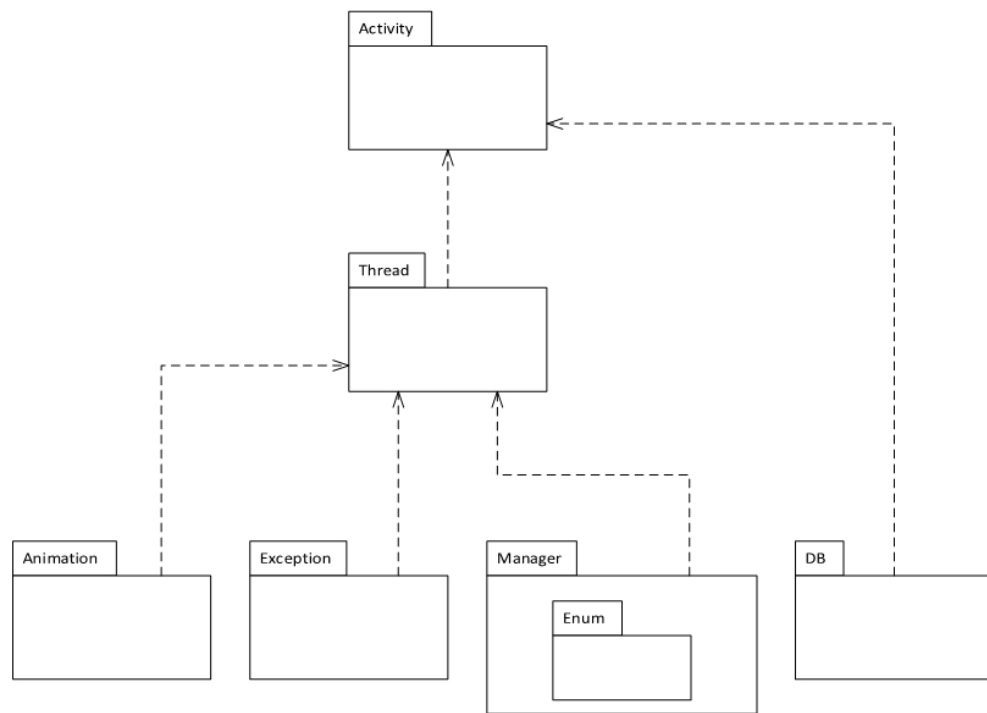 Activity
Thread
Animation
Exception
Manager
DB
Enum